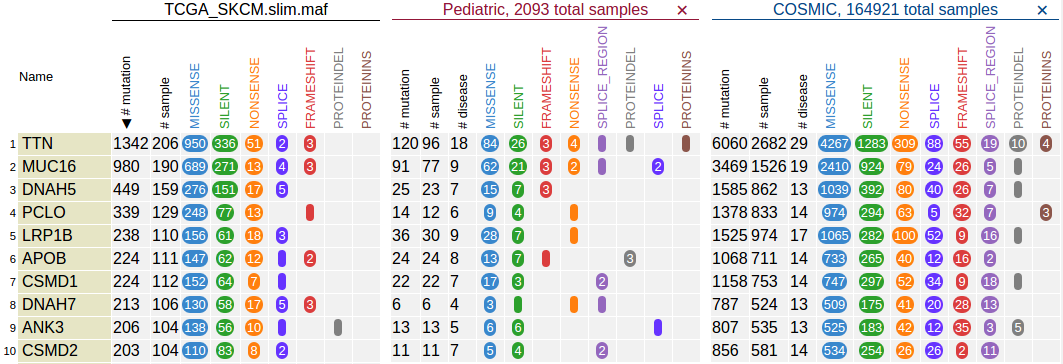 TCGA_SKCM.slim.maf Pediatric, 2093 total samples ✕ COSMIC, 164921 total samples ✕
Name ▼ # mutation # sample MISSENSE SILENT NONSENSE SPLICE FRAMESHIFT PROTEINDEL PROTEININS # mutation # sample # disease MISSENSE SILENT FRAMESHIFT NONSENSE SPLICE_REGION PROTEINDEL SPLICE PROTEININS # mutation # sample # disease MISSENSE SILENT NONSENSE SPLICE FRAMESHIFT SPLICE_REGION PROTEINDEL PROTEININS
1 TTN 1342 206 950 336 51 2 3 120 96 18 84 26 3 4 6060 2682 29 4267 1283 309 88 55 19 10 4
2 MUC16 980 190 689 271 13 4 3 91 77 9 62 21 3 2 2 3469 1526 19 2410 924 79 24 26 5
3 DNAH5 449 159 276 151 17 5 25 23 7 15 7 3 1585 862 13 1039 392 80 40 26 7
4 PCLO 339 129 248 77 13 14 12 6 9 4 1378 833 14 974 294 63 5 32 7 3
5 LRP1B 238 110 156 61 18 3 36 30 9 28 7 1525 974 17 1065 282 100 52 9 16
6 APOB 224 111 147 62 12 2 24 24 8 13 7 3 1068 711 14 733 265 40 12 16 2
7 CSMD1 224 112 152 64 7 22 22 7 17 3 2 1158 753 14 747 297 52 34 9 18
8 DNAH7 213 106 130 58 17 5 3 6 6 4 3 787 524 13 509 175 41 20 28 13
9 ANK3 206 104 138 56 10 13 13 5 6 6 807 535 13 525 183 42 12 35 3 5
10 CSMD2 203 104 110 83 8 2 11 11 7 5 4 2 856 581 14 534 254 26 26 2 11